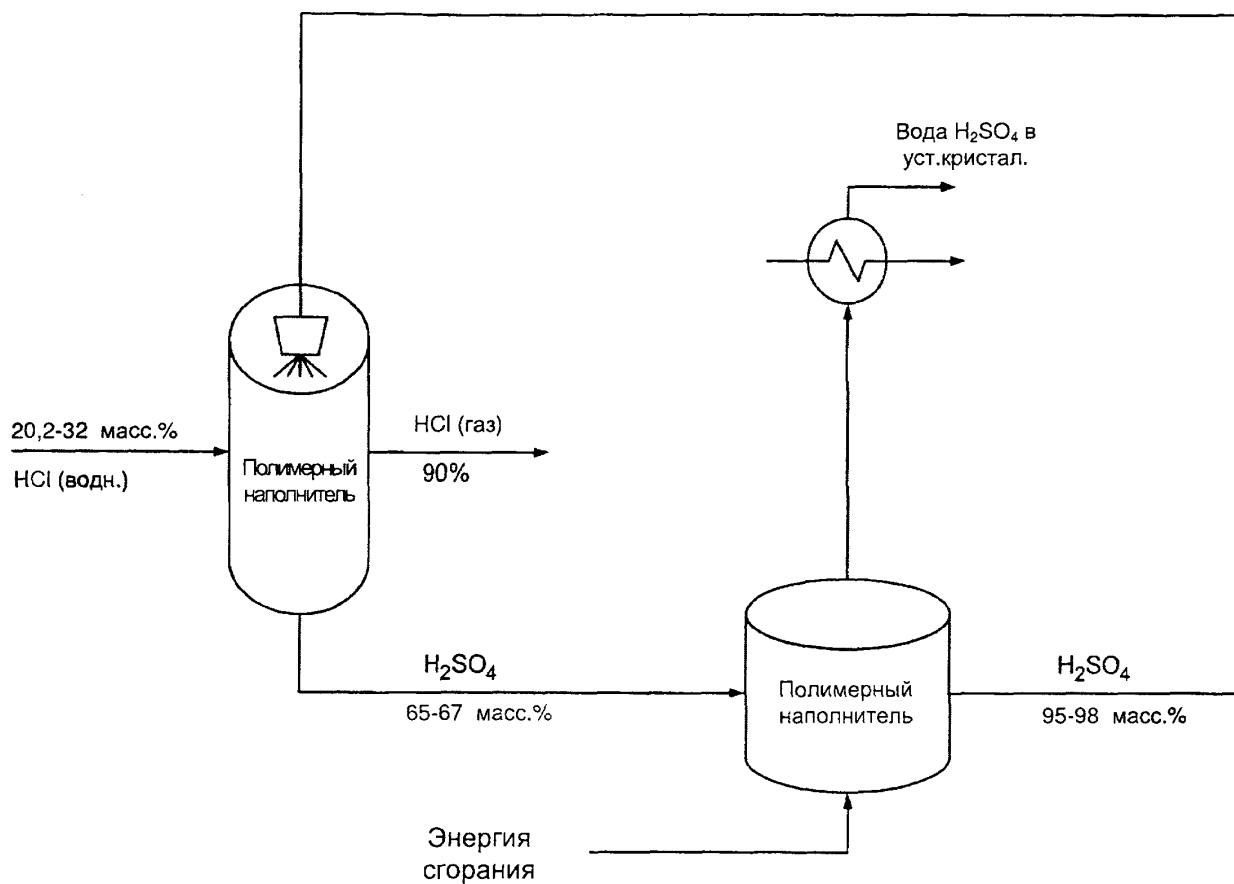 Вода H₂SO₄ в
уст.кристал.
20,2-32 масс.%
HCl (водн.)
Полимерный
наполнитель
HCl (газ)
90%
H₂SO₄
65-67 масс.%
Полимерный
наполнитель
H₂SO₄
95-98 масс.%
Энергия
сгорания